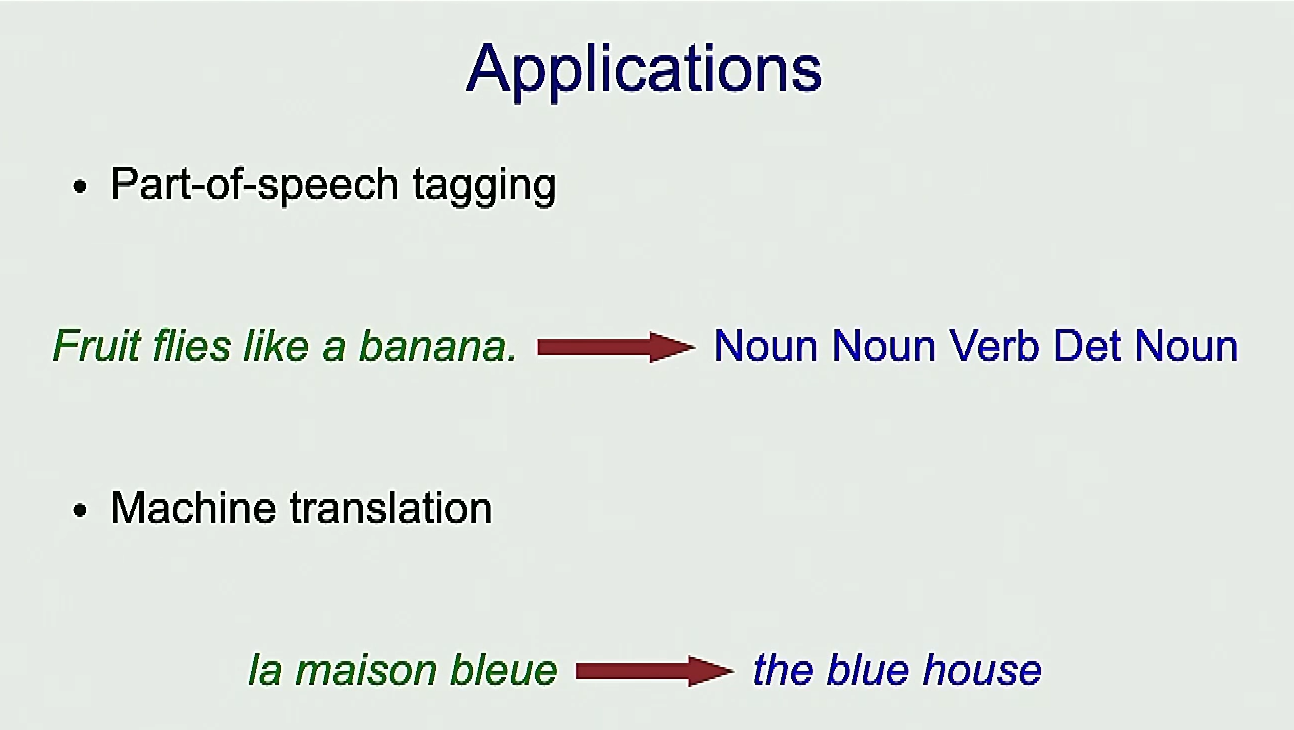 Applications
• Part-of-speech tagging
Fruit flies like a banana. Noun Noun Verb Det Noun
• Machine translation
la maison bleue the blue house